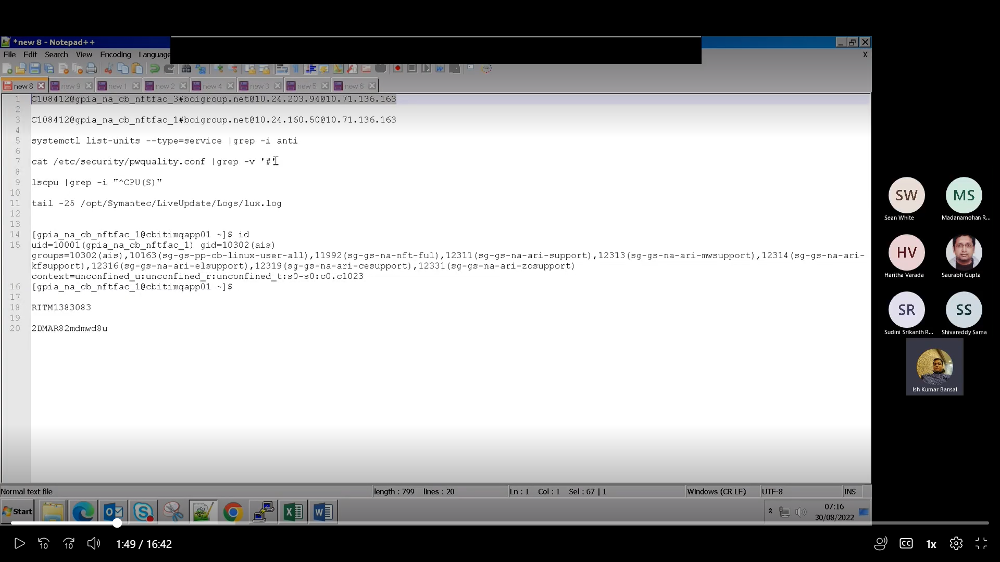 *new 8 - Notepad++
File Edit Search View Encoding Language
X
new 8 new 9 new 1 new 2 new 4 new 3 new 5 new 6
1 C108412@gpia_na_cb_nftfac_3#boigroup.net@10.24.203.94@10.71.136.163
2
3 C108412@gpia_na_cb_nftfac_1#boigroup.net@10.24.160.50@10.71.136.163
4
5 systemctl list-units --type=service |grep -i anti
6
7 cat /etc/security/pwquality.conf |grep -v '#'
8
9 lscpu |grep -i "^CPU(S)"
10
11 tail -25 /opt/Symantec/LiveUpdate/Logs/lux.log
12
13
14 [gpia_na_cb_nftfac_1@cbitimqapp01 ~]$ id
15 uid=10001(gpia_na_cb_nftfac_1) gid=10302(ais)
groups=10302(ais),10163(sg-gs-pp-cb-linux-user-all),11992(sg-gs-na-nft-ful),12311(sg-gs-na-ari-support),12313(sg-gs-na-ari-mwsupport),12314(sg-gs-na-ari-
kfsupport),12316(sg-gs-na-ari-elsupport),12319(sg-gs-na-ari-cesupport),12331(sg-gs-na-ari-zosupport)
context=unconfined_u:unconfined_r:unconfined_t:s0-s0:c0.c1023
16 [gpia_na_cb_nftfac_1@cbitimqapp01 ~]$
17
18 RITM1383083
19
20 2DMAR82mdmwd8u
SW MS
Sean White Madanamohan R...
HV
Haritha Varada Saurabh Gupta
SR SS
Sudini Srikanth R... Shivareddy Sama
Ish Kumar Bansal
Normal text file length : 799 lines : 20 Ln : 1 Col : 1 Sel : 67 | 1 Windows (CR LF) UTF-8 INS
Start 07:16
30/08/2022
10 10 1:49 / 16:42 CC 1x